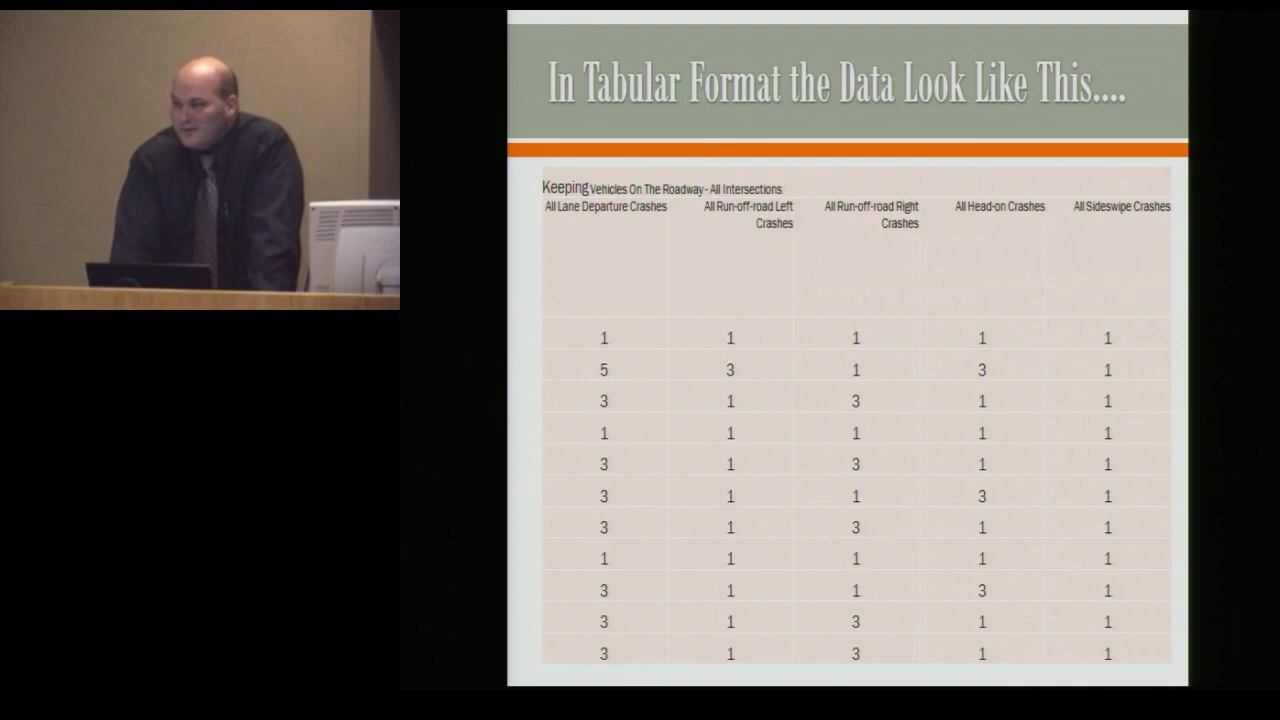 In Tabular Format the Data Look Like This....
Keeping Vehicles On The Roadway - All Intersections
All Lane Departure Crashes All Run-off-road Left Crashes All Run-off-road Right Crashes All Head-on Crashes All Sideswipe Crashes
1 1 1 1 1
5 3 1 3 1
3 1 3 1 1
1 1 1 1 1
3 1 3 1 1
3 1 1 3 1
3 1 3 1 1
1 1 1 1 1
3 1 1 3 1
3 1 3 1 1
3 1 3 1 1